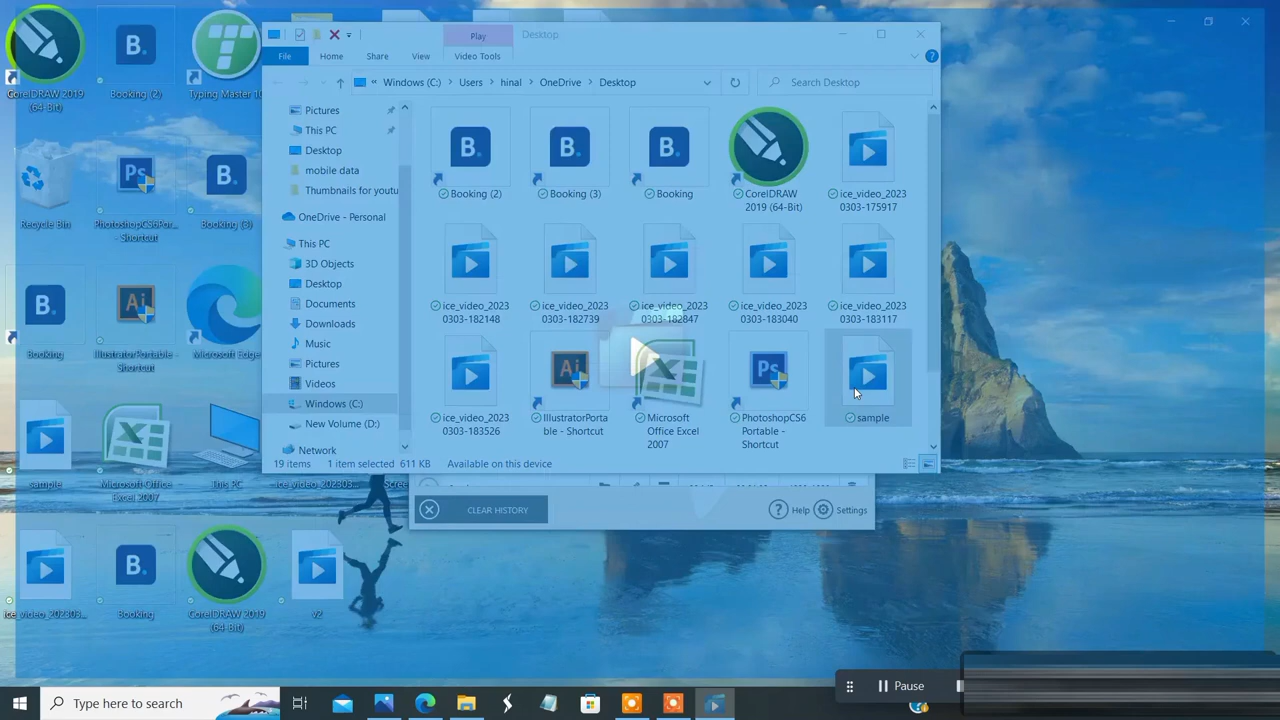 CorelDRAW 2019
(64-Bit)
Booking (2)
Typing Master 10
Recycle Bin
PhotoshopCS6Por...
- Shortcut
Booking (3)
Booking
IllustratorPortable -
Shortcut
Microsoft Edge
sample
Microsoft Office
Excel 2007
This PC
ice_video_202303...
Booking
CorelDRAW 2019
(64-Bit)
v2
Play
Desktop
File
Home
Share
View
Video Tools
« Windows (C:) > Users > hinal > OneDrive > Desktop
Search Desktop
Pictures
This PC
Desktop
mobile data
Thumbnails for youtu
OneDrive - Personal
This PC
3D Objects
Desktop
Documents
Downloads
Music
Pictures
Videos
Windows (C:)
New Volume (D:)
Network
Booking (2)
Booking (3)
Booking
CorelDRAW
2019 (64-Bit)
ice_video_2023
0303-175917
ice_video_2023
0303-182148
ice_video_2023
0303-182739
ice_video_2023
0303-182847
ice_video_2023
0303-183040
ice_video_2023
0303-183117
ice_video_2023
0303-183526
IllustratorPorta
ble - Shortcut
Microsoft
Office Excel
2007
PhotoshopCS6
Portable -
Shortcut
sample
19 items
1 item selected 611 KB
Available on this device
CLEAR HISTORY
Help
Settings
Type here to search
Pause